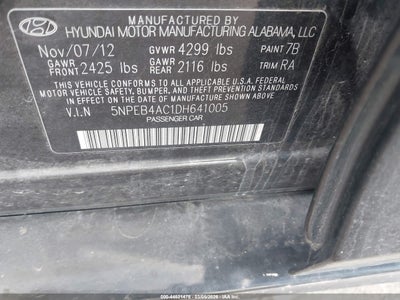 MANUFACTURED BY
HYUNDAI MOTOR MANUFACTURING ALABAMA, LLC
Nov/07/12 GVWR 4299 lbs PAINT 7B
GAWR FRONT 2425 lbs GAWR REAR 2116 lbs TRIM RA
THIS VEHICLE CONFORMS TO ALL APPLICABLE U.S. FEDERAL
MOTOR VEHICLE SAFETY, BUMPER, AND THEFT PREVENTION STANDARDS
IN EFFECT ON THE DATE OF MANUFACTURE SHOWN ABOVE.
V.I.N 5NPEB4AC1DH641005
PASSENGER CAR